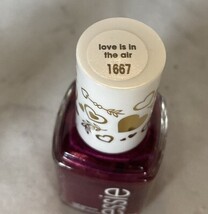 love is in
the air
1667
essie